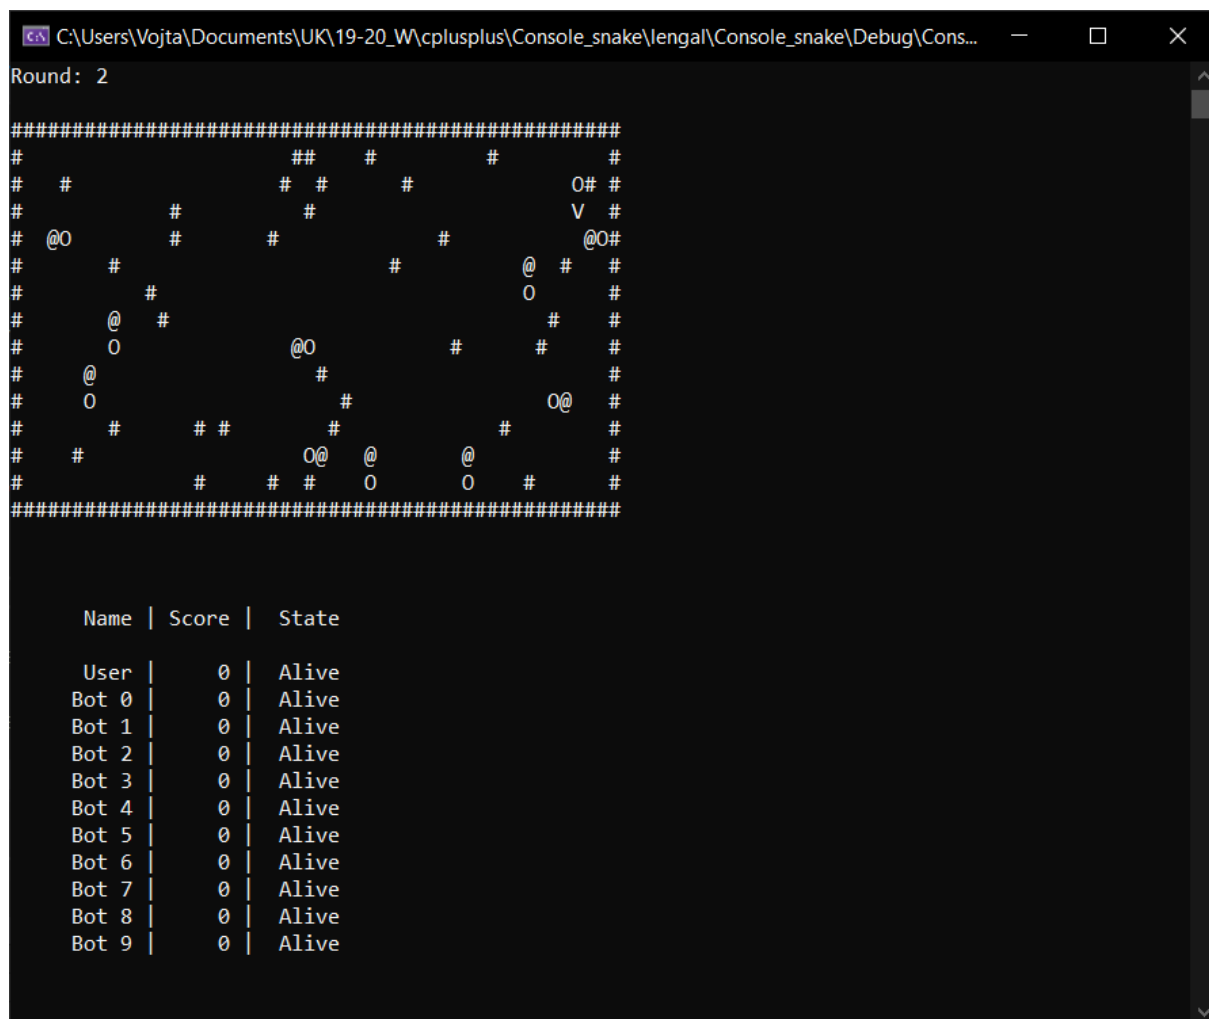 C:\Users\Vojta\Documents\UK\19-20_W\cplusplus\Console_snake\lengal\Console_snake\Debug\Cons...
Round: 2
##################################################
#                      ##    #         #         #
#   #                 #  #      #             O# #
#            #          #                     V  #
#  @O        #       #             #           @O#
#       #                      #          @  #   #
#          #                              O      #
#       @   #                               #    #
#       O              @O           #      #     #
#     @                  #                       #
#     O                    #                O@   #
#       #      # #        #             #        #
#    #                  O@   @       @           #
#              #     #  #    O       O    #      #
##################################################
Name | Score |  State
User |     0 |  Alive
Bot 0 |     0 |  Alive
Bot 1 |     0 |  Alive
Bot 2 |     0 |  Alive
Bot 3 |     0 |  Alive
Bot 4 |     0 |  Alive
Bot 5 |     0 |  Alive
Bot 6 |     0 |  Alive
Bot 7 |     0 |  Alive
Bot 8 |     0 |  Alive
Bot 9 |     0 |  Alive